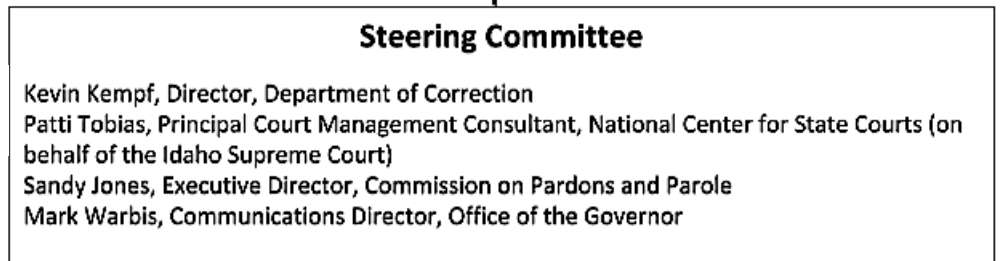 Steering Committee
Kevin Kempf, Director, Department of Correction
Patti Tobias, Principal Court Management Consultant, National Center for State Courts (on
behalf of the Idaho Supreme Court)
Sandy Jones, Executive Director, Commission on Pardons and Parole
Mark Warbis, Communications Director, Office of the Governor